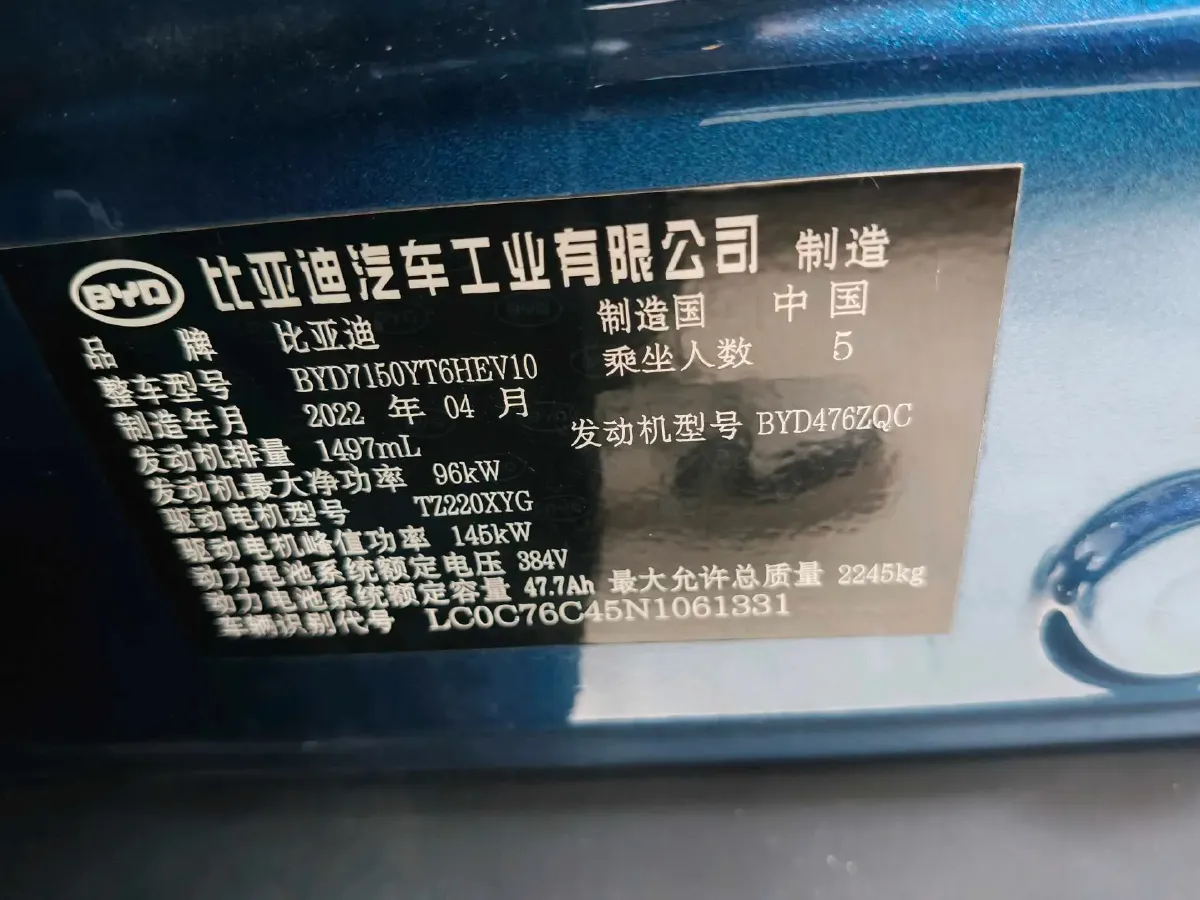 BYD 比亚迪汽车工业有限公司 制造
品 牌 比亚迪 制造国 中国
整车型号 BYD7150YT6HEV10 乘坐人数 5
制造年月 2022 年 04 月
发动机排量 1497mL 发动机型号 BYD476ZQC
发动机最大净功率 96kW
驱动电机型号 TZ220XYG
驱动电机峰值功率 145kW
动力电池系统额定电压 384V
动力电池系统额定容量 47.7Ah 最大允许总质量 2245kg
车辆识别代号 LC0C76C45N1061331